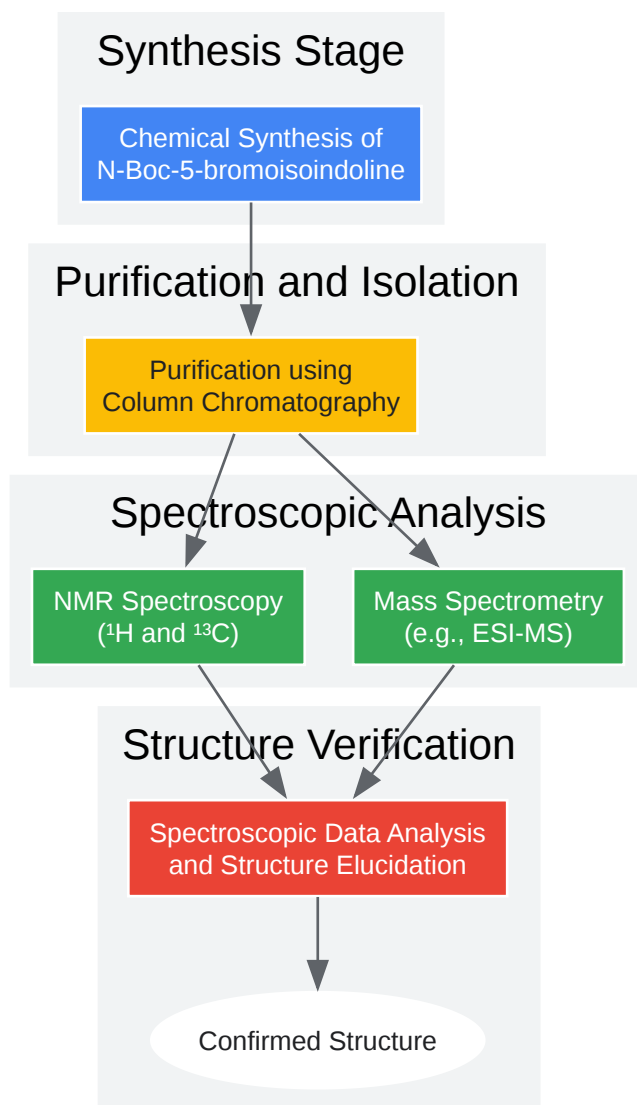 Synthesis Stage
Chemical Synthesis of
N-Boc-5-bromoisoindoline
Purification and Isolation
Purification using
Column Chromatography
Spectroscopic Analysis
NMR Spectroscopy
(¹H and ¹³C)
Mass Spectrometry
(e.g., ESI-MS)
Structure Verification
Spectroscopic Data Analysis
and Structure Elucidation
Confirmed Structure